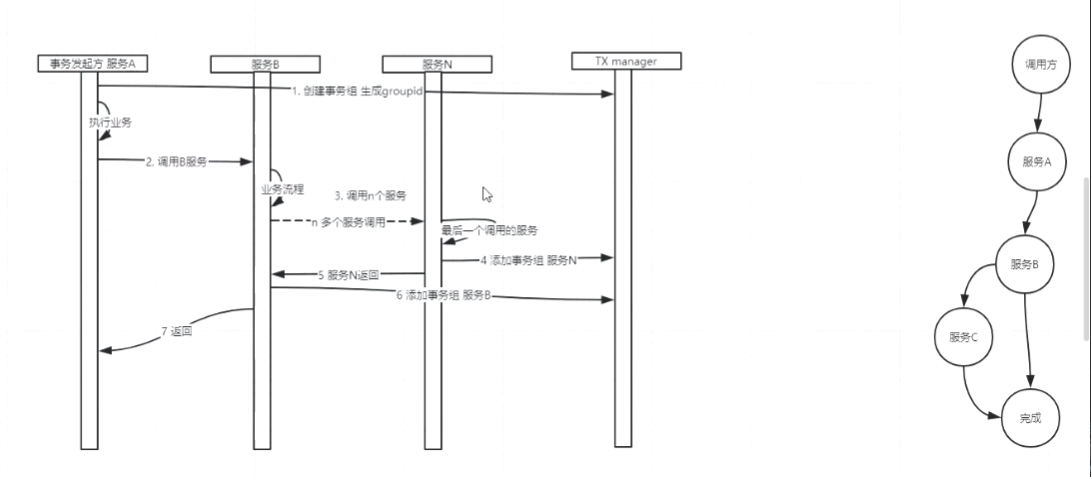 事务发起方 服务A
服务B
服务N
TX manager
1. 创建事务组 生成groupid
执行业务
2. 调用B服务
业务流程
3. 调用n个服务
n 多个服务调用
最后一个调用的服务
4 添加事务组 服务N
5 服务N返回
6 添加事务组 服务B
7 返回
调用方
服务A
服务B
服务C
完成